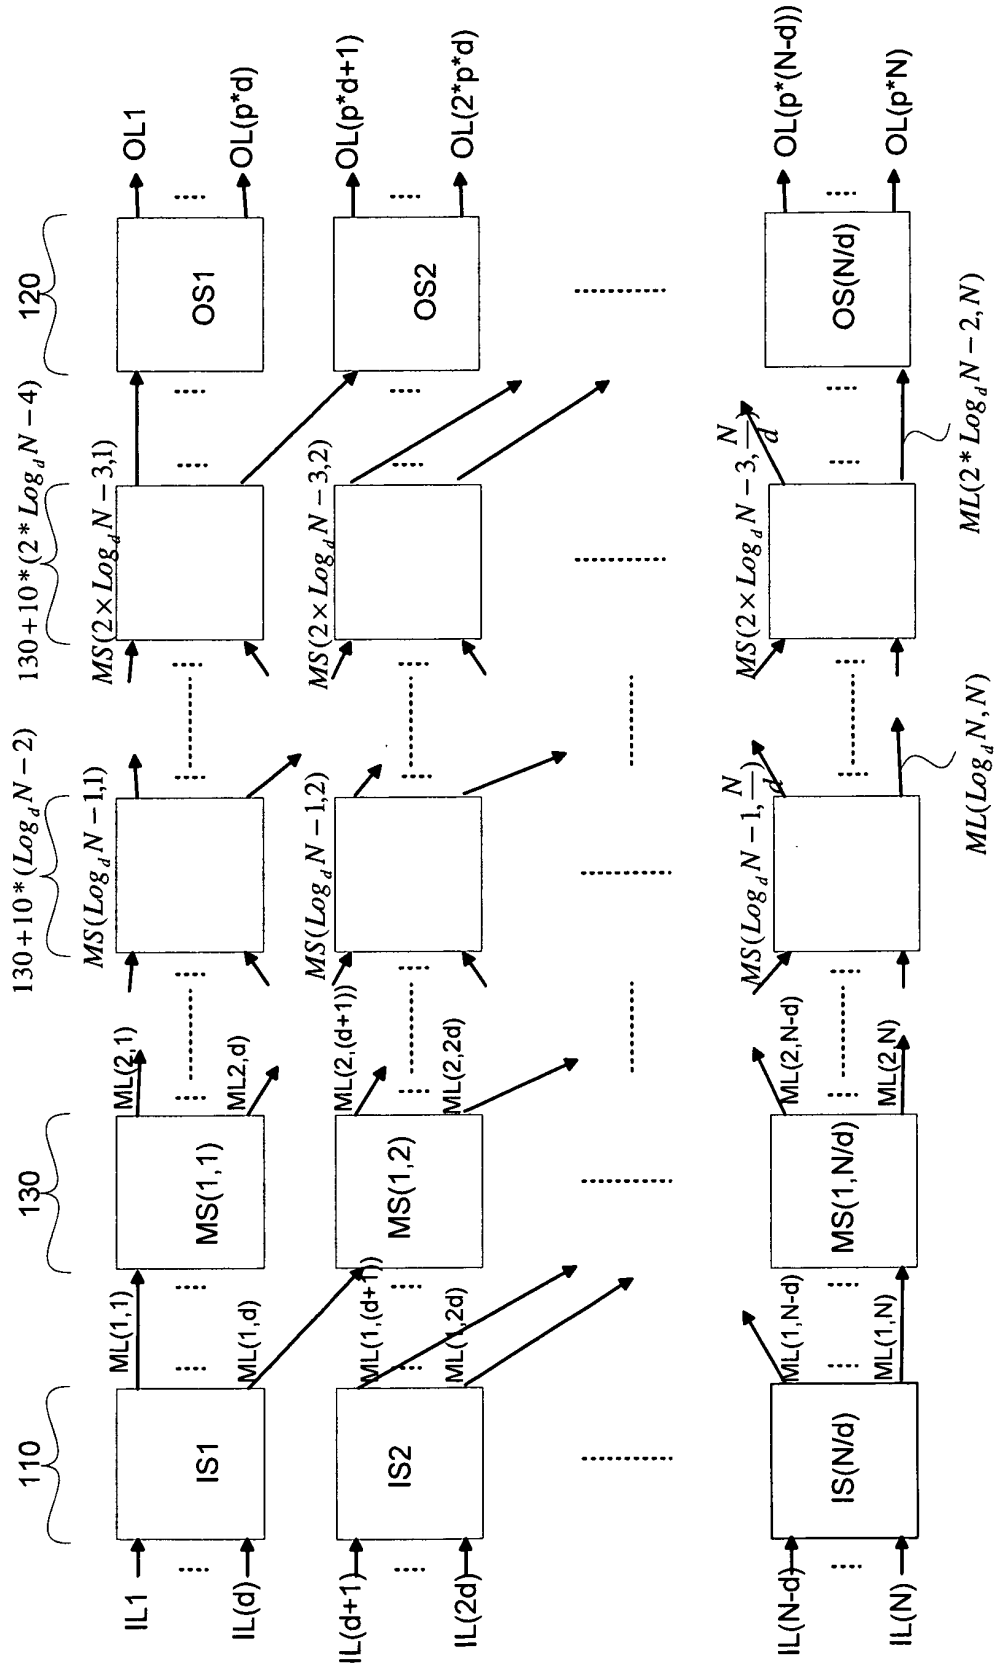 110
130
130+10*(Log_d N−2)
130+10*(2*Log_d N−4)
120
IL1
IL(d)
IS1
ML(1,1)
ML(1,d)
MS(1,1)
ML(2,1)
ML2,d)
MS(Log_d N−1,1)
MS(2×Log_d N−3,1)
OS1
OL1
OL(p*d)
IL(d+1)
IL(2d)
IS2
ML(1,(d+1))
ML(1,2d)
MS(1,2)
ML(2,(d+1)))
ML(2,2d)
MS(Log_d N−1,2)
MS(2×Log_d N−3,2)
OS2
OL(p*d+1)
OL(2*p*d)
IL(N-d)
IL(N)
IS(N/d)
ML(1,N-d)
ML(1,N)
MS(1,N/d)
ML(2,N-d)
ML(2,N)
MS(Log_d N−1,N/d)
ML(Log_d N,N)
MS(2×Log_d N−3,N/d)
ML(2*Log_d N−2,N)
OS(N/d)
OL(p*(N-d))
OL(p*N)